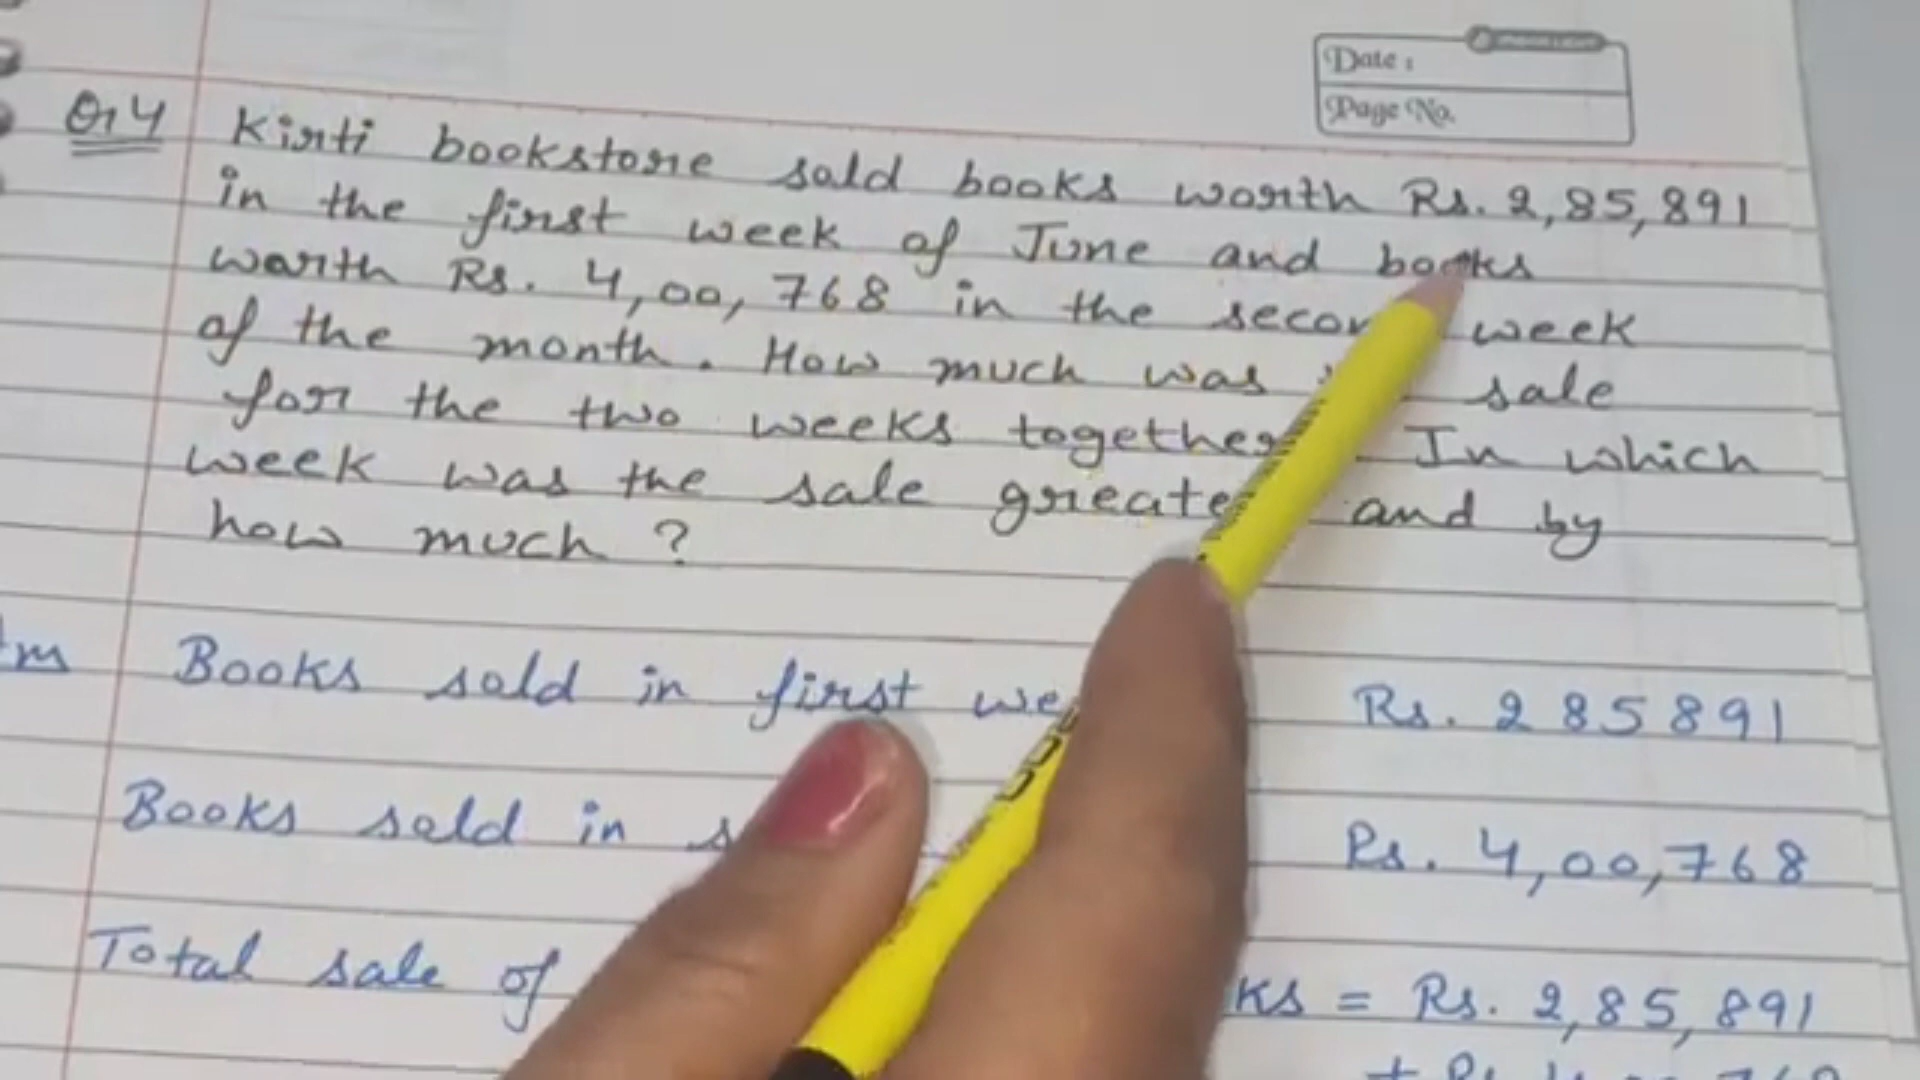 Date :
Page No.
Q.4 Kirti bookstore sold books worth Rs. 2,85,891
in the first week of June and books
worth Rs. 4,00,768 in the week
of the month. How much was sale
for the two weeks together In which
week was the sale greater and by
how much ?
Books sold in first Rs. 285891
Books sold in Rs. 4,00,768
Total sale of = Rs. 2,85,891